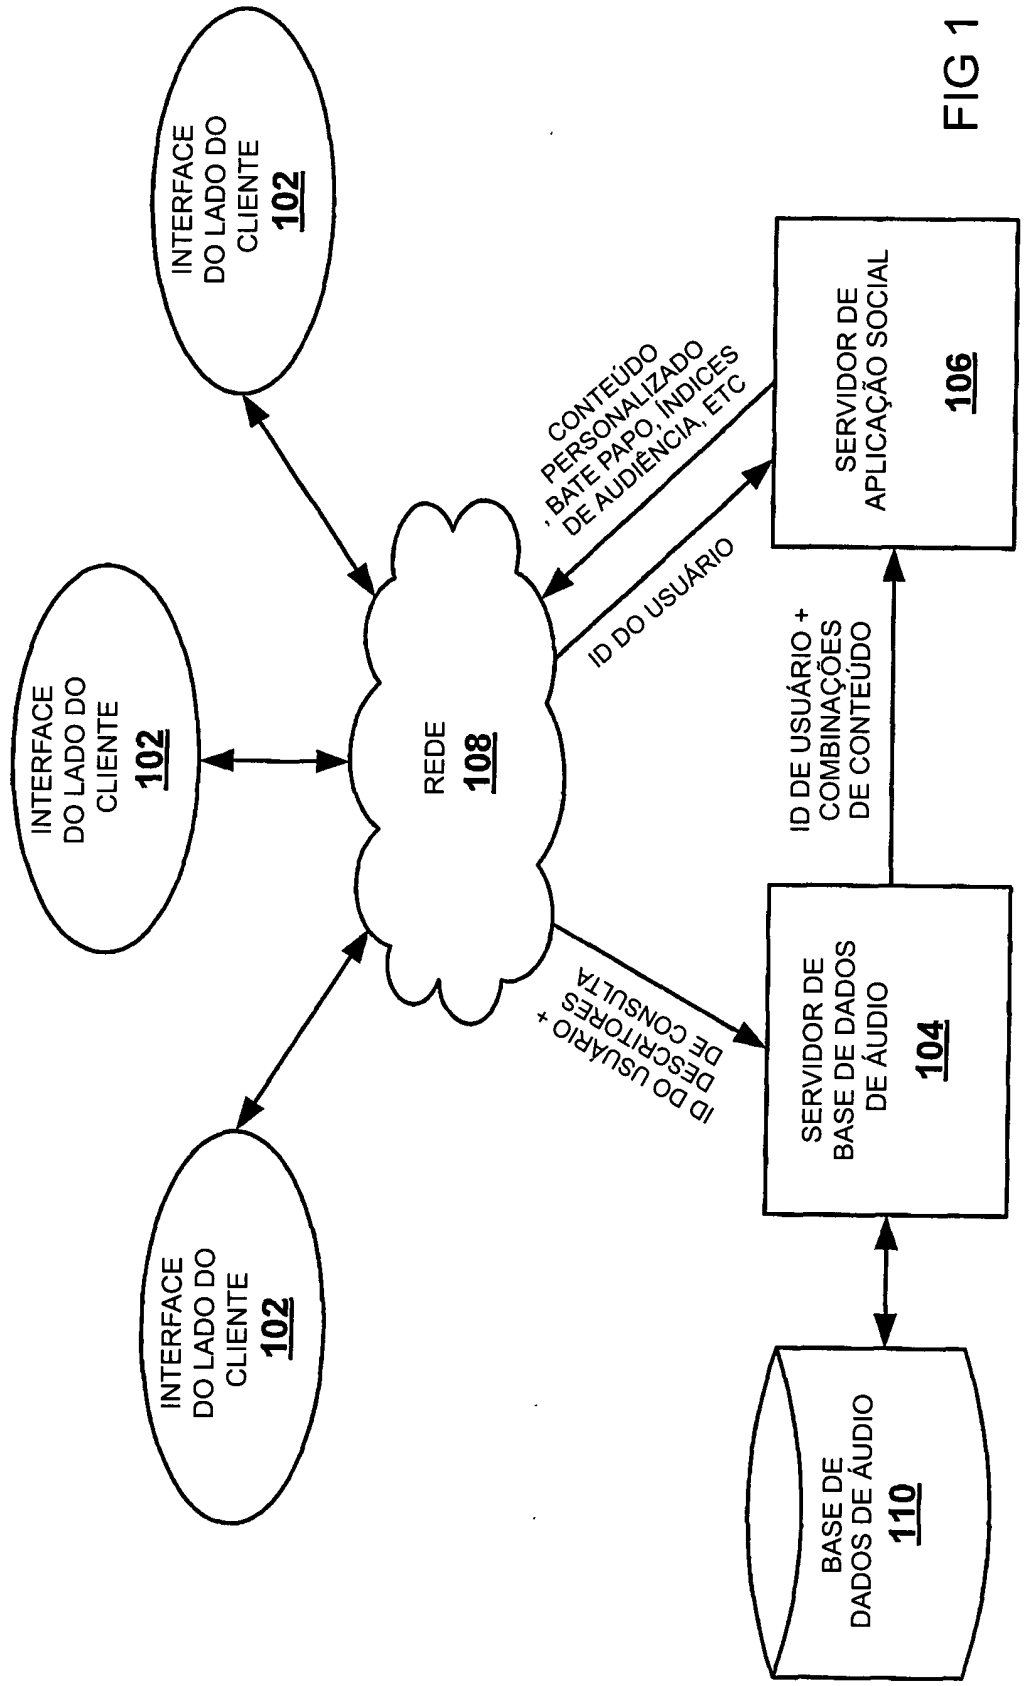 INTERFACE
DO LADO DO
CLIENTE
102
INTERFACE
DO LADO DO
CLIENTE
102
INTERFACE
DO LADO DO
CLIENTE
102
REDE
108
ID DO USUÁRIO +
DESCRITORES
DE CONSULTA
CONTEÚDO
PERSONALIZADO
, BATE PAPO, ÍNDICES
DE AUDIÊNCIA, ETC
ID DO USUÁRIO
BASE DE
DADOS DE ÁUDIO
110
SERVIDOR DE
BASE DE DADOS
DE ÁUDIO
104
ID DE USUÁRIO +
COMBINAÇÕES
DE CONTEÚDO
SERVIDOR DE
APLICAÇÃO SOCIAL
106
FIG 1